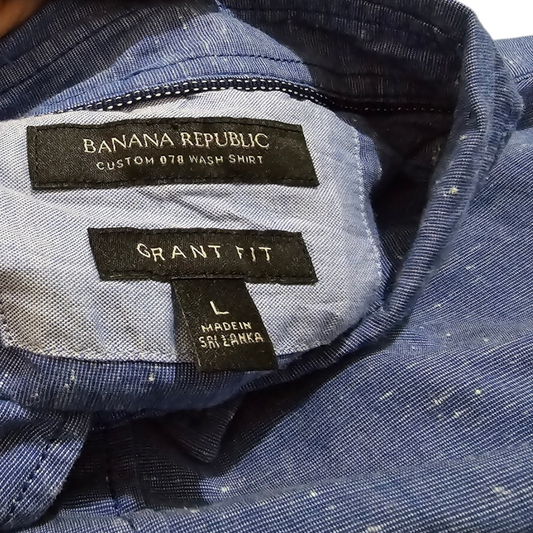 BANANA REPUBLIC
CUSTOM 078 WASH SHIRT
GRANT FIT
L
MADE IN
SRI LANKA